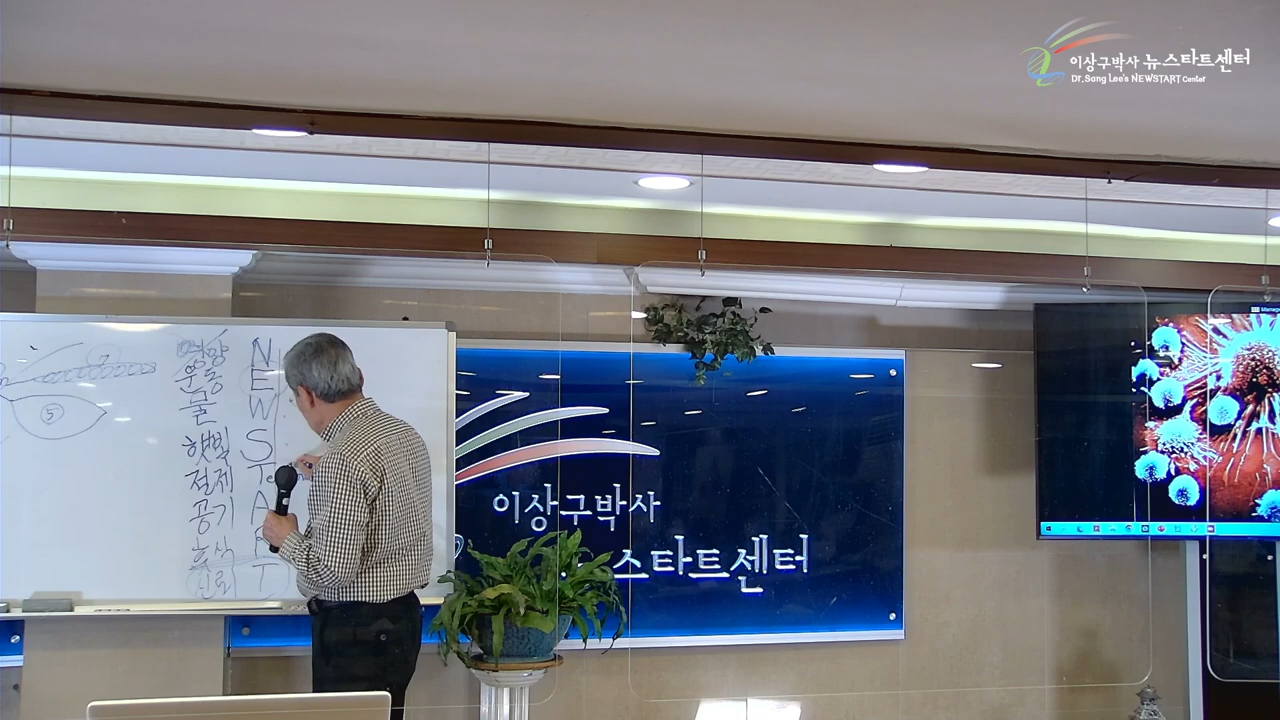 이상구박사 뉴스타트센터
Dr. Sang Lee's NEWSTART Center
영양 N
운동 E
물 W
햇빛 S
절제 T
공기 A
휴식 R
신뢰 T
7
5
이상구박사
스타트센터